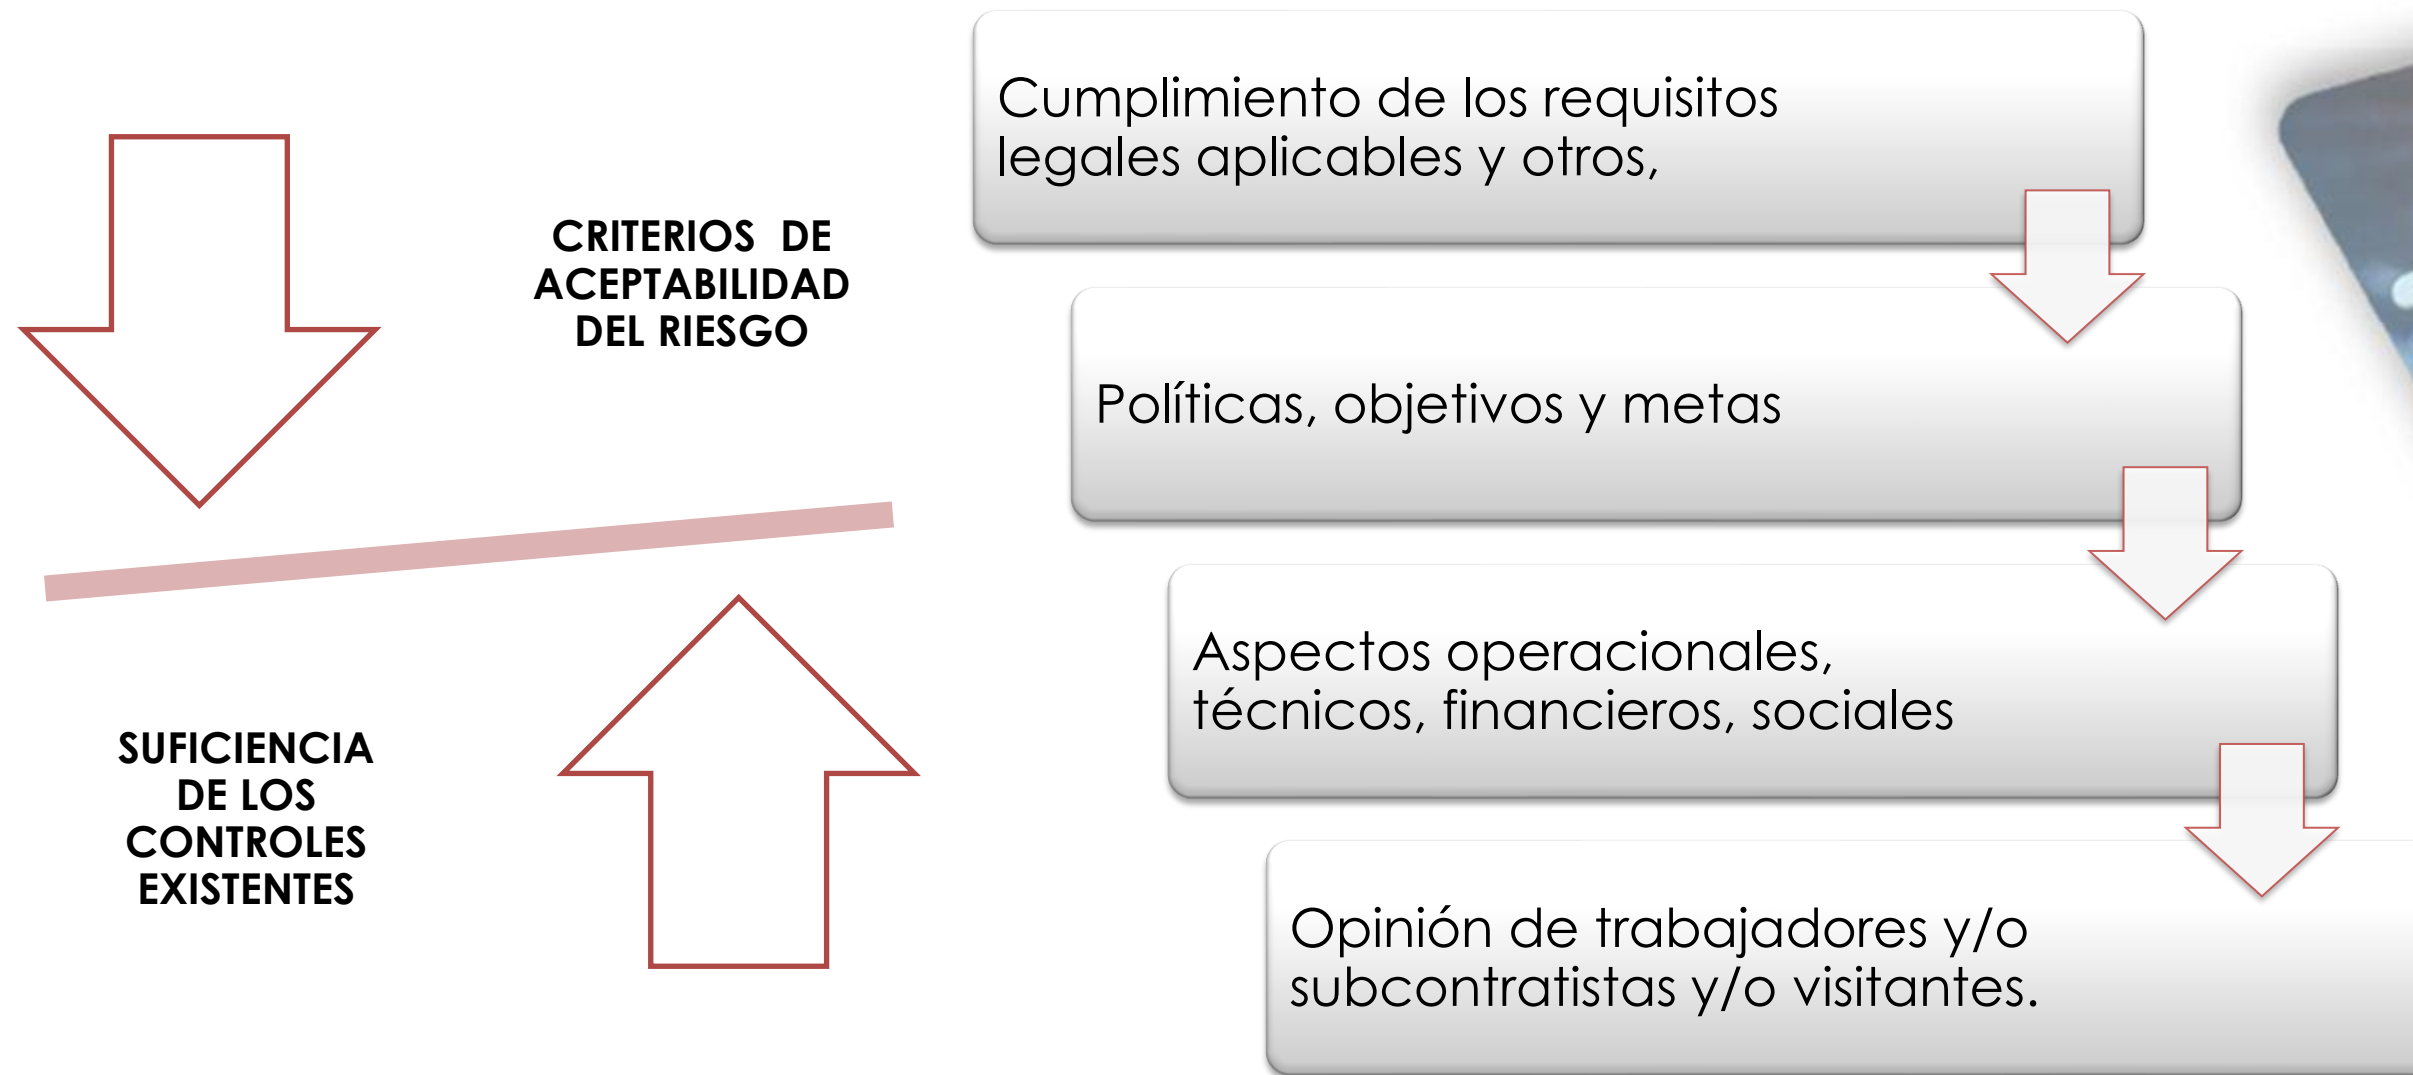 CRITERIOS DE
ACEPTABILIDAD
DEL RIESGO
SUFICIENCIA
DE LOS
CONTROLES
EXISTENTES
Cumplimiento de los requisitos
legales aplicables y otros,
Políticas, objetivos y metas
Aspectos operacionales,
técnicos, financieros, sociales
Opinión de trabajadores y/o
subcontratistas y/o visitantes.